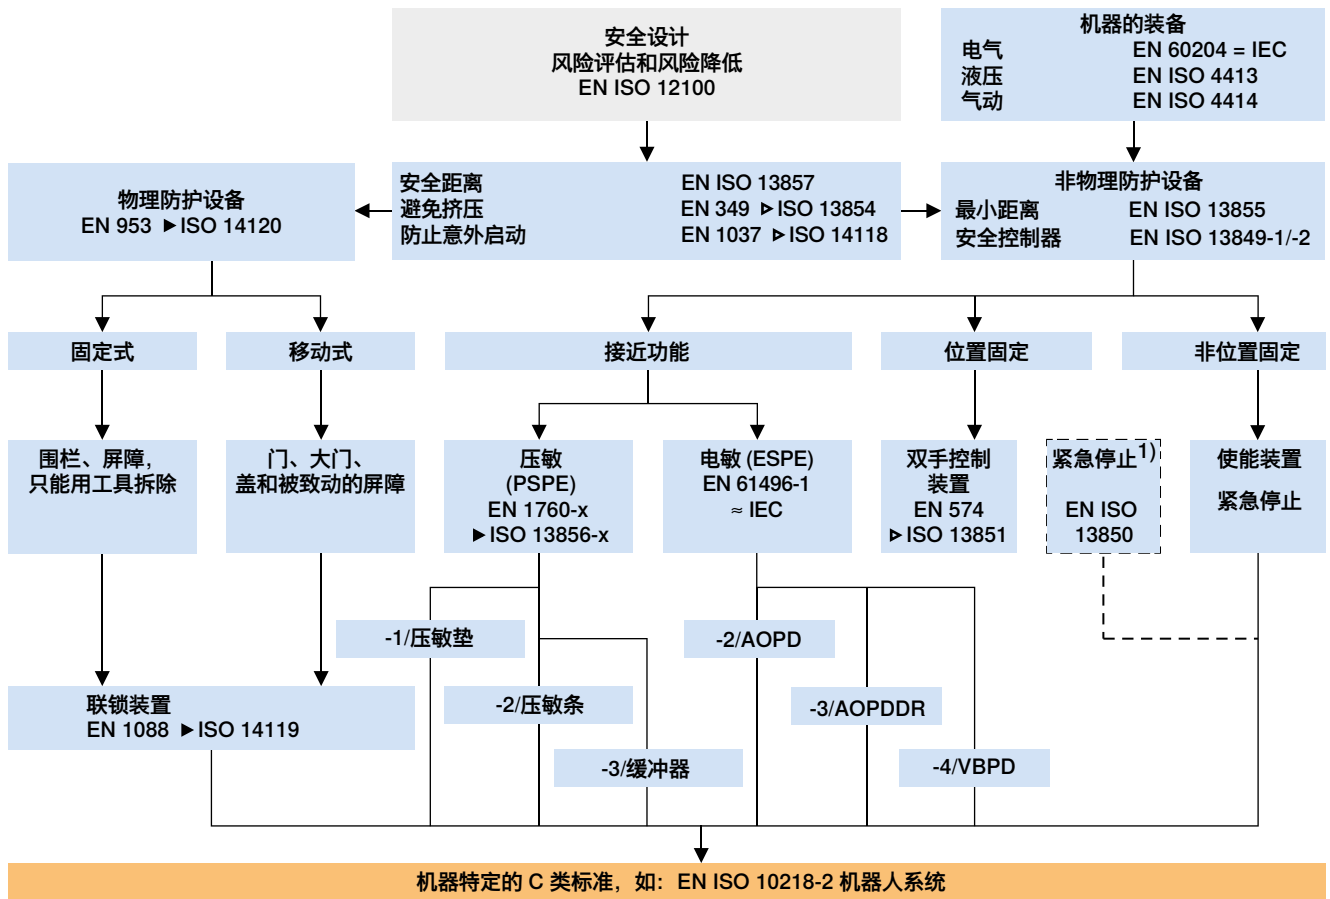 安全设计
风险评估和风险降低
EN ISO 12100
机器的装备
电气 EN 60204 = IEC
液压 EN ISO 4413
气动 EN ISO 4414
物理防护设备
EN 953 ►ISO 14120
安全距离 EN ISO 13857
避免挤压 EN 349 ▷ISO 13854
防止意外启动 EN 1037 ▷ISO 14118
非物理防护设备
最小距离 EN ISO 13855
安全控制器 EN ISO 13849-1/-2
固定式
移动式
接近功能
位置固定
非位置固定
围栏、屏障，
只能用工具拆除
门、大门、
盖和被致动的屏障
压敏
(PSPE)
EN 1760-x
►ISO 13856-x
电敏 (ESPE)
EN 61496-1
≈ IEC
双手控制
装置
EN 574
▷ISO 13851
紧急停止1)
EN ISO
13850
使能装置
紧急停止
-1/压敏垫
-2/AOPD
联锁装置
EN 1088 ►ISO 14119
-2/压敏条
-3/AOPDDR
-3/缓冲器
-4/VBPD
机器特定的 C 类标准，如：EN ISO 10218-2 机器人系统